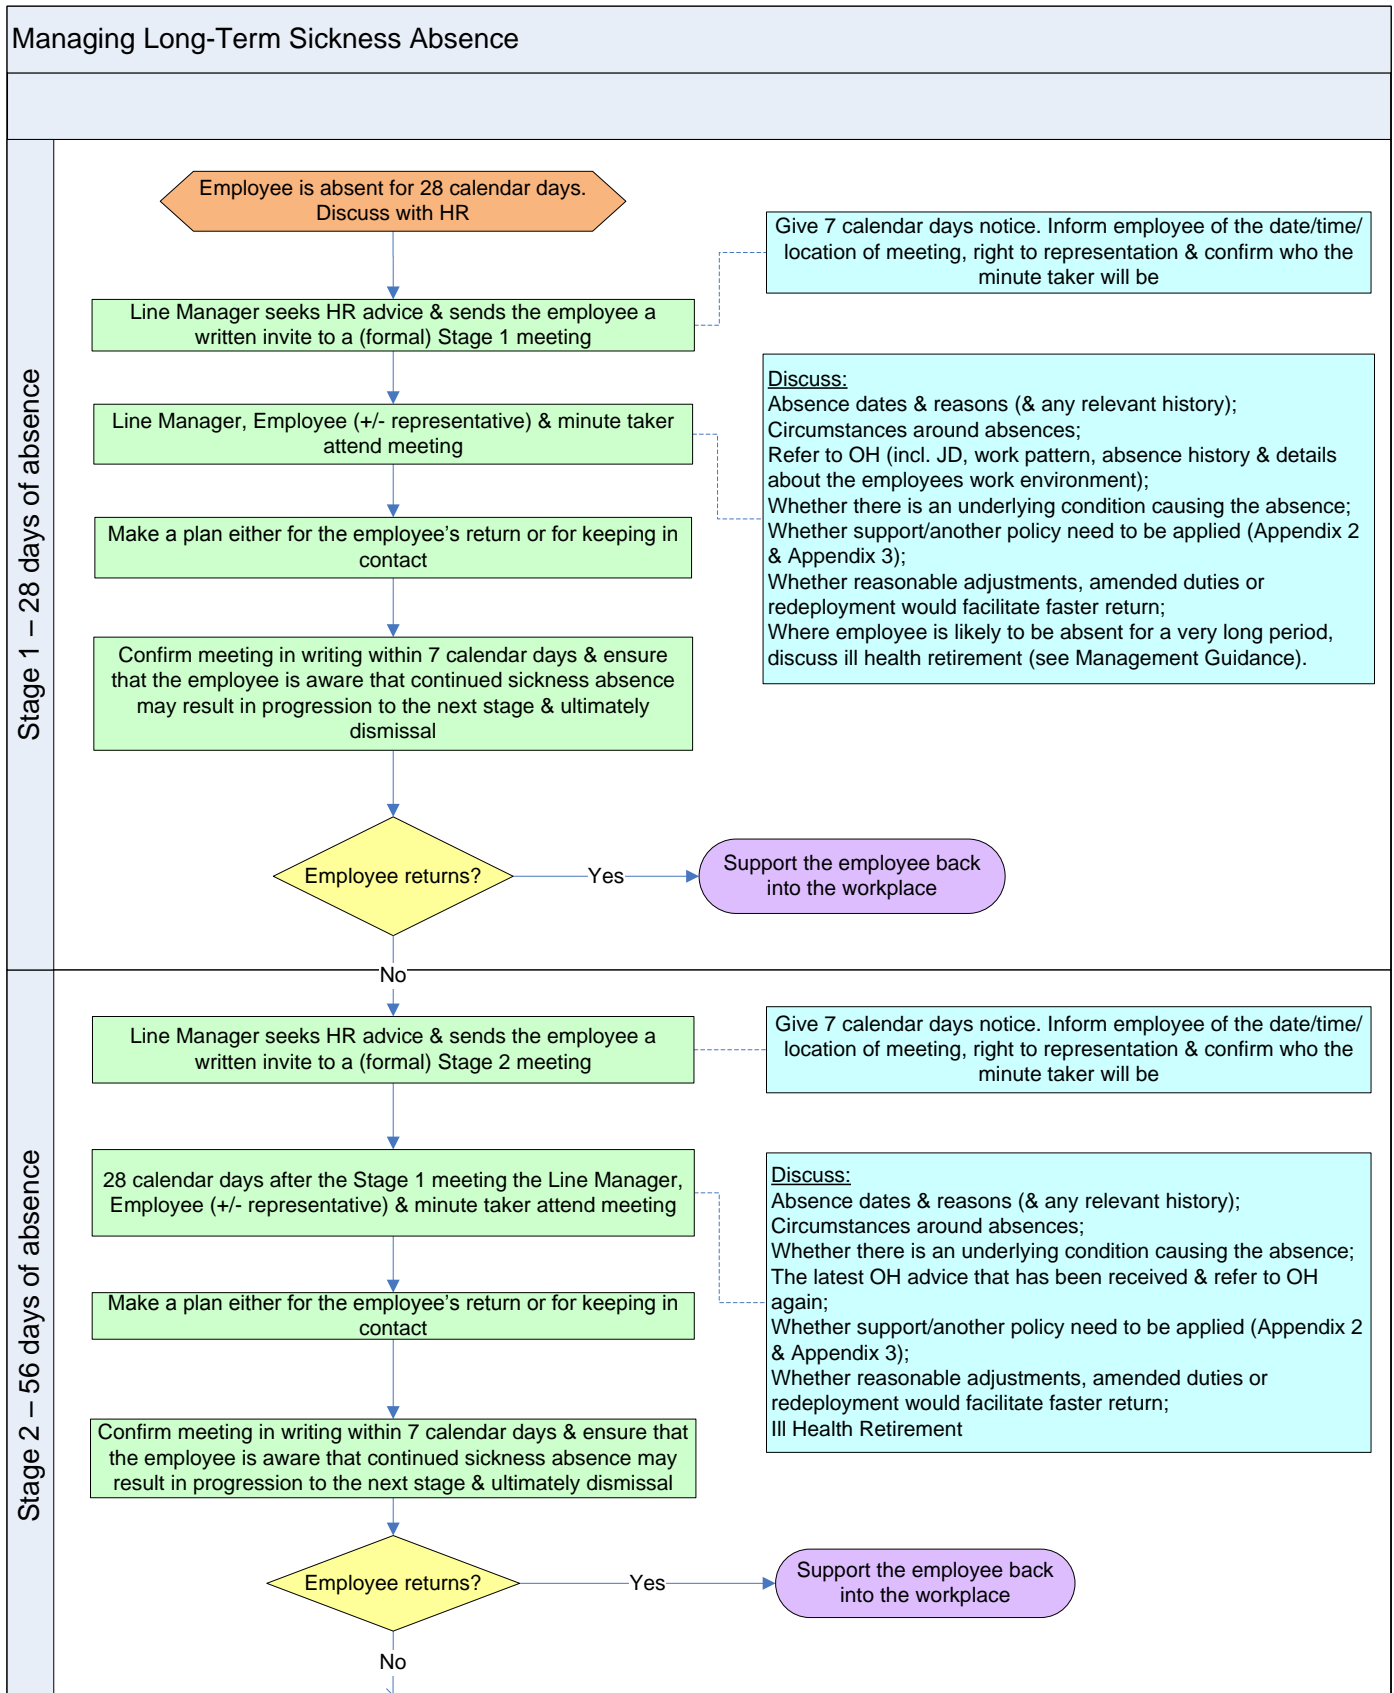 Managing Long-Term Sickness Absence
Stage 1 – 28 days of absence
Employee is absent for 28 calendar days.
Discuss with HR
Give 7 calendar days notice. Inform employee of the date/time/
location of meeting, right to representation & confirm who the
minute taker will be
Line Manager seeks HR advice & sends the employee a
written invite to a (formal) Stage 1 meeting
Line Manager, Employee (+/- representative) & minute taker
attend meeting
Discuss:
Absence dates & reasons (& any relevant history);
Circumstances around absences;
Refer to OH (incl. JD, work pattern, absence history & details
about the employees work environment);
Whether there is an underlying condition causing the absence;
Whether support/another policy need to be applied (Appendix 2
& Appendix 3);
Whether reasonable adjustments, amended duties or
redeployment would facilitate faster return;
Where employee is likely to be absent for a very long period,
discuss ill health retirement (see Management Guidance).
Make a plan either for the employee’s return or for keeping in
contact
Confirm meeting in writing within 7 calendar days & ensure
that the employee is aware that continued sickness absence
may result in progression to the next stage & ultimately
dismissal
Employee returns?
Yes
Support the employee back
into the workplace
No
Stage 2 – 56 days of absence
Line Manager seeks HR advice & sends the employee a
written invite to a (formal) Stage 2 meeting
Give 7 calendar days notice. Inform employee of the date/time/
location of meeting, right to representation & confirm who the
minute taker will be
28 calendar days after the Stage 1 meeting the Line Manager,
Employee (+/- representative) & minute taker attend meeting
Discuss:
Absence dates & reasons (& any relevant history);
Circumstances around absences;
Whether there is an underlying condition causing the absence;
The latest OH advice that has been received & refer to OH
again;
Whether support/another policy need to be applied (Appendix 2
& Appendix 3);
Whether reasonable adjustments, amended duties or
redeployment would facilitate faster return;
Ill Health Retirement
Make a plan either for the employee’s return or for keeping in
contact
Confirm meeting in writing within 7 calendar days & ensure that
the employee is aware that continued sickness absence may
result in progression to the next stage & ultimately dismissal
Employee returns?
Yes
Support the employee back
into the workplace
No